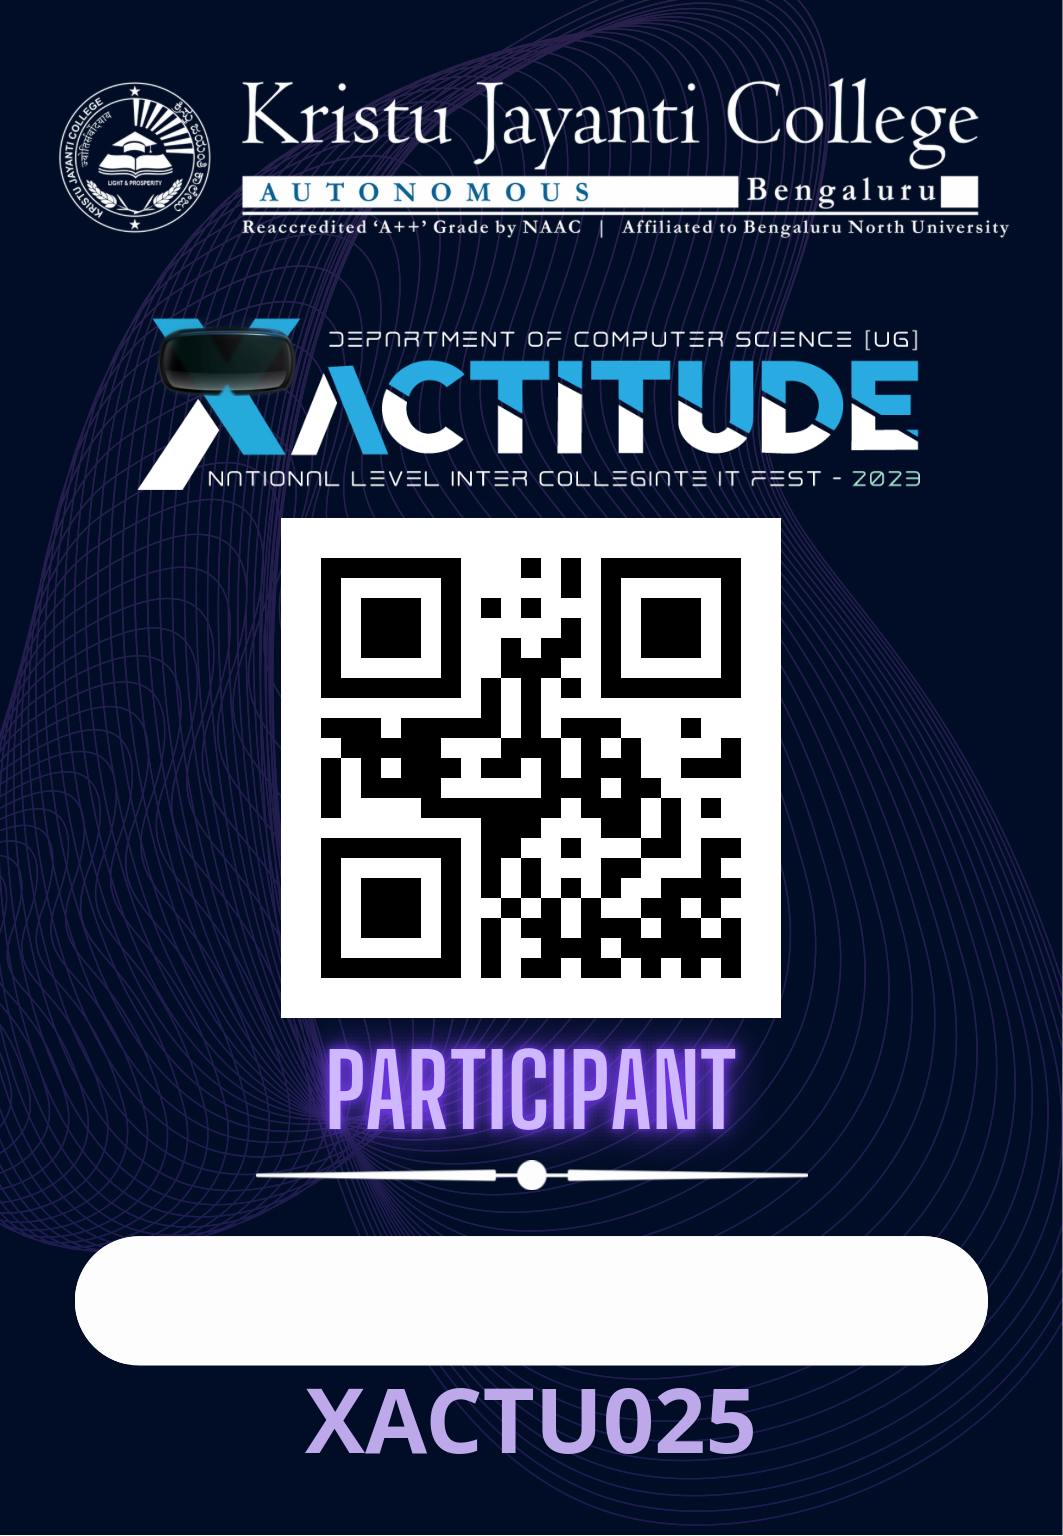 Kristu Jayanti College
AUTONOMOUS Bengaluru
Reaccredited ‘A++’ Grade by NAAC | Affiliated to Bengaluru North University
KRISTU JAYANTI COLLEGE
LIGHT & PROSPERITY
DEPARTMENT OF COMPUTER SCIENCE [UG]
XACTITUDE
NATIONAL LEVEL INTER COLLEGIATE IT FEST - 2023
PARTICIPANT
XACTU025